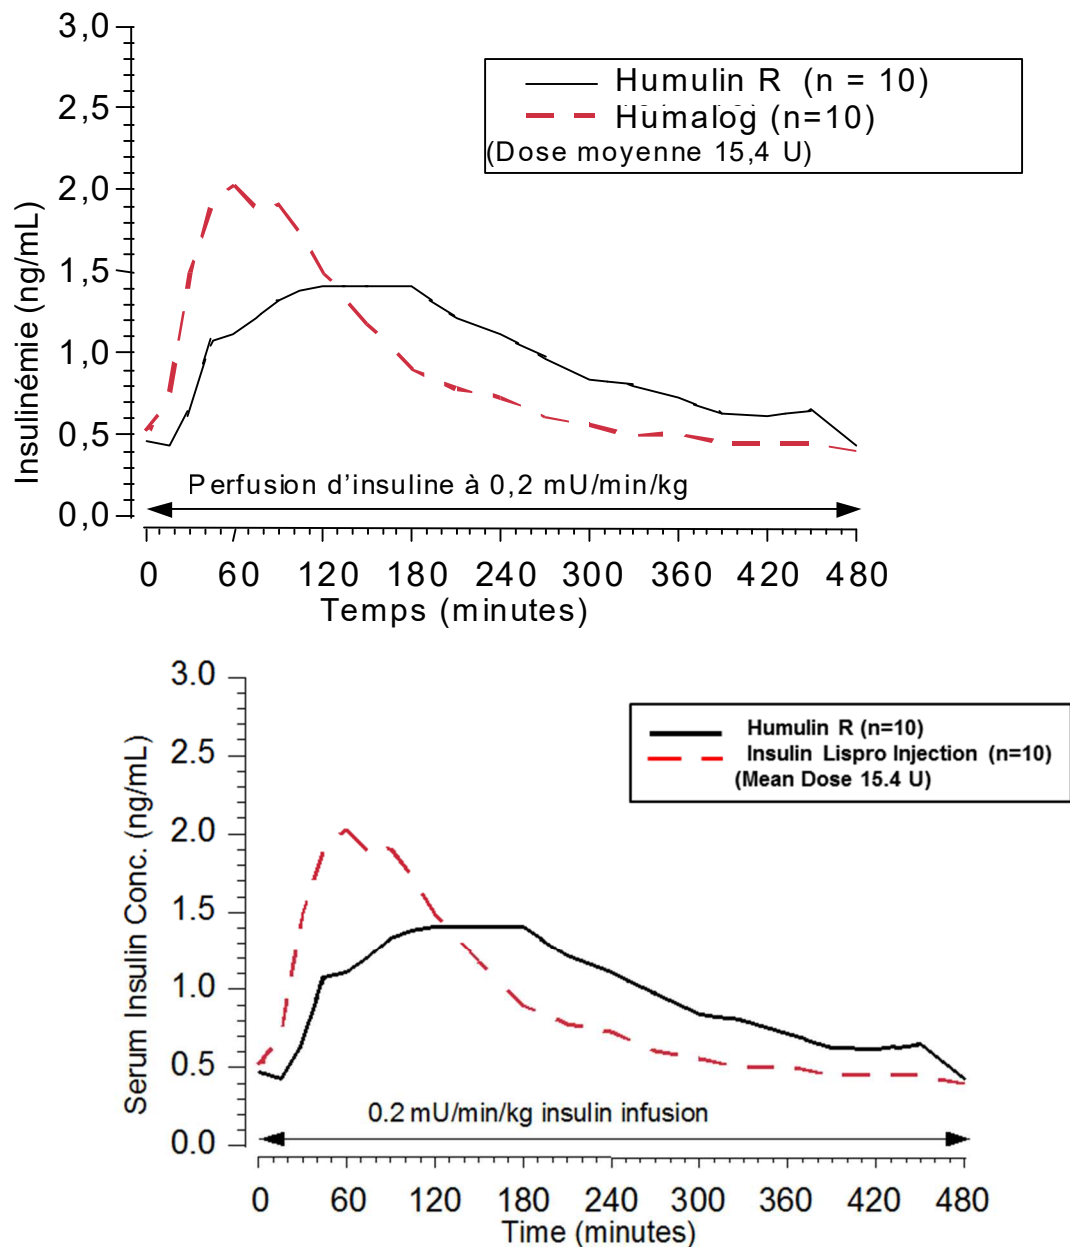 3,0
Humulin R (n = 10)
Humalog (n=10)
(Dose moyenne 15,4 U)
2,5
2,0
1,5
1,0
0,5
0,0
Insulinémie (ng/mL)
Perfusion d'insuline à 0,2 mU/min/kg
0 60 120 180 240 300 360 420 480
Temps (minutes)
3.0
Humulin R (n=10)
Insulin Lispro Injection (n=10)
(Mean Dose 15.4 U)
2.5
2.0
1.5
1.0
0.5
0.0
Serum Insulin Conc. (ng/mL)
0.2 mU/min/kg insulin infusion
0 60 120 180 240 300 360 420 480
Time (minutes)